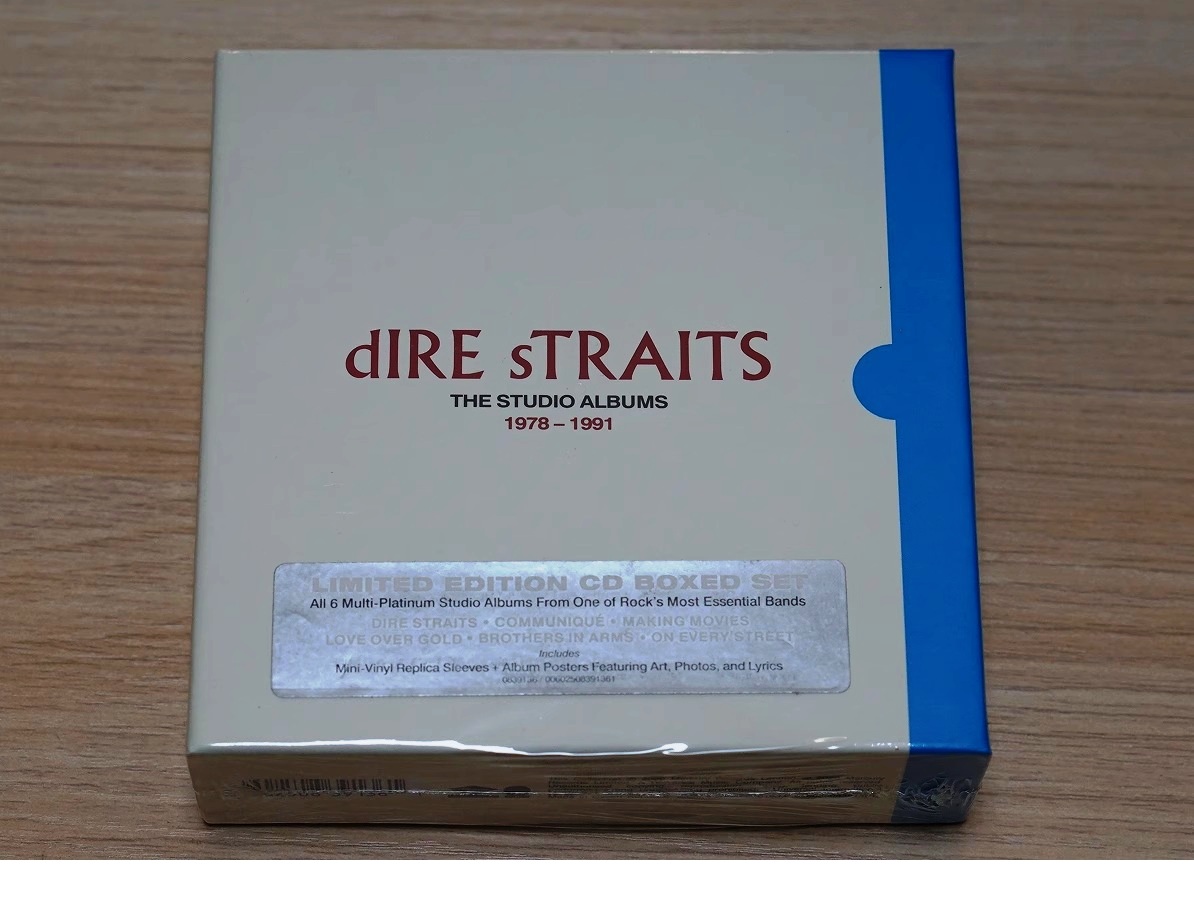 dIRE sTRAITS
THE STUDIO ALBUMS
1978 – 1991
LIMITED EDITION CD BOXED SET
All 6 Multi-Platinum Studio Albums From One of Rock's Most Essential Bands
DIRE STRAITS • COMMUNIQUÉ • MAKING MOVIES
LOVE OVER GOLD • BROTHERS IN ARMS • ON EVERY STREET
Includes
Mini-Vinyl Replica Sleeves + Album Posters Featuring Art, Photos, and Lyrics